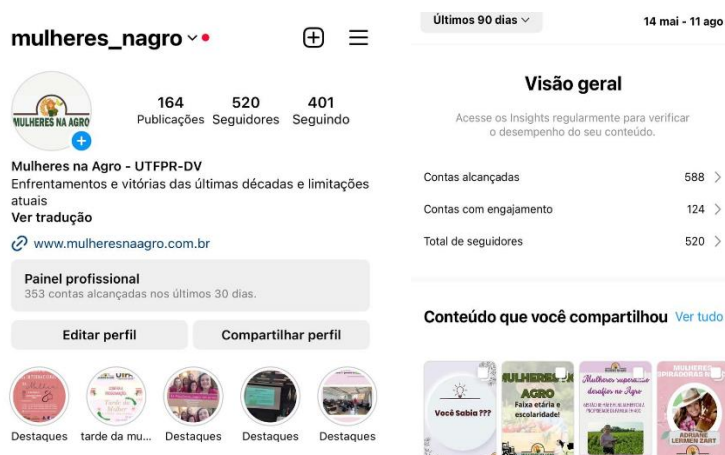 mulheres_nagro
MULHERES NA AGRO
164 520 401
Publicações Seguidores Seguindo
Mulheres na Agro - UTFPR-DV
Enfrentamentos e vitórias das últimas décadas e limitações
atuais
Ver tradução
www.mulheresnaagro.com.br
Painel profissional
353 contas alcançadas nos últimos 30 dias.
Editar perfil Compartilhar perfil
Destaques tarde da mu... Destaques Destaques Destaques
Últimos 90 dias 14 mai - 11 ago
Visão geral
Acesse os Insights regularmente para verificar
o desempenho do seu conteúdo.
Contas alcançadas 588
Contas com engajamento 124
Total de seguidores 520
Conteúdo que você compartilhou Ver tudo
Você Sabia ???
AGRO
Faixa etária e
escolaridade!
Mulheres
desafios no Agro
MULHERES
ADRIANE
LERMEN ZART